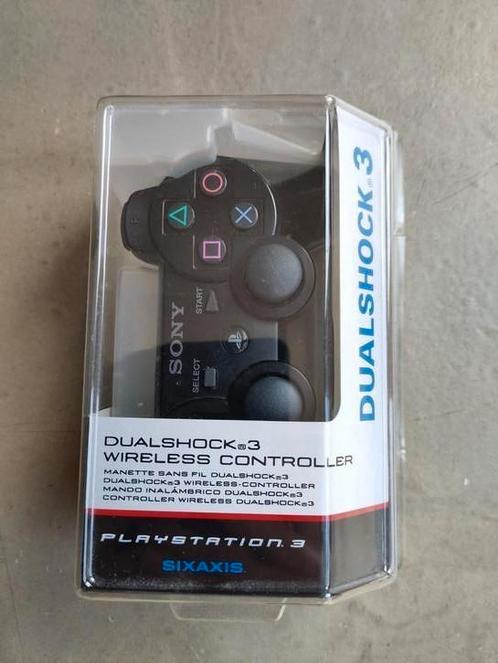 SONY
SELECT
START
DUALSHOCK®3
WIRELESS CONTROLLER
MANETTE SANS FIL DUALSHOCK®3
DUALSHOCK®3 WIRELESS-CONTROLLER
MANDO INALÁMBRICO DUALSHOCK®3
CONTROLLER WIRELESS DUALSHOCK®3
PLAYSTATION 3
SIXAXIS
DUALSHOCK®3